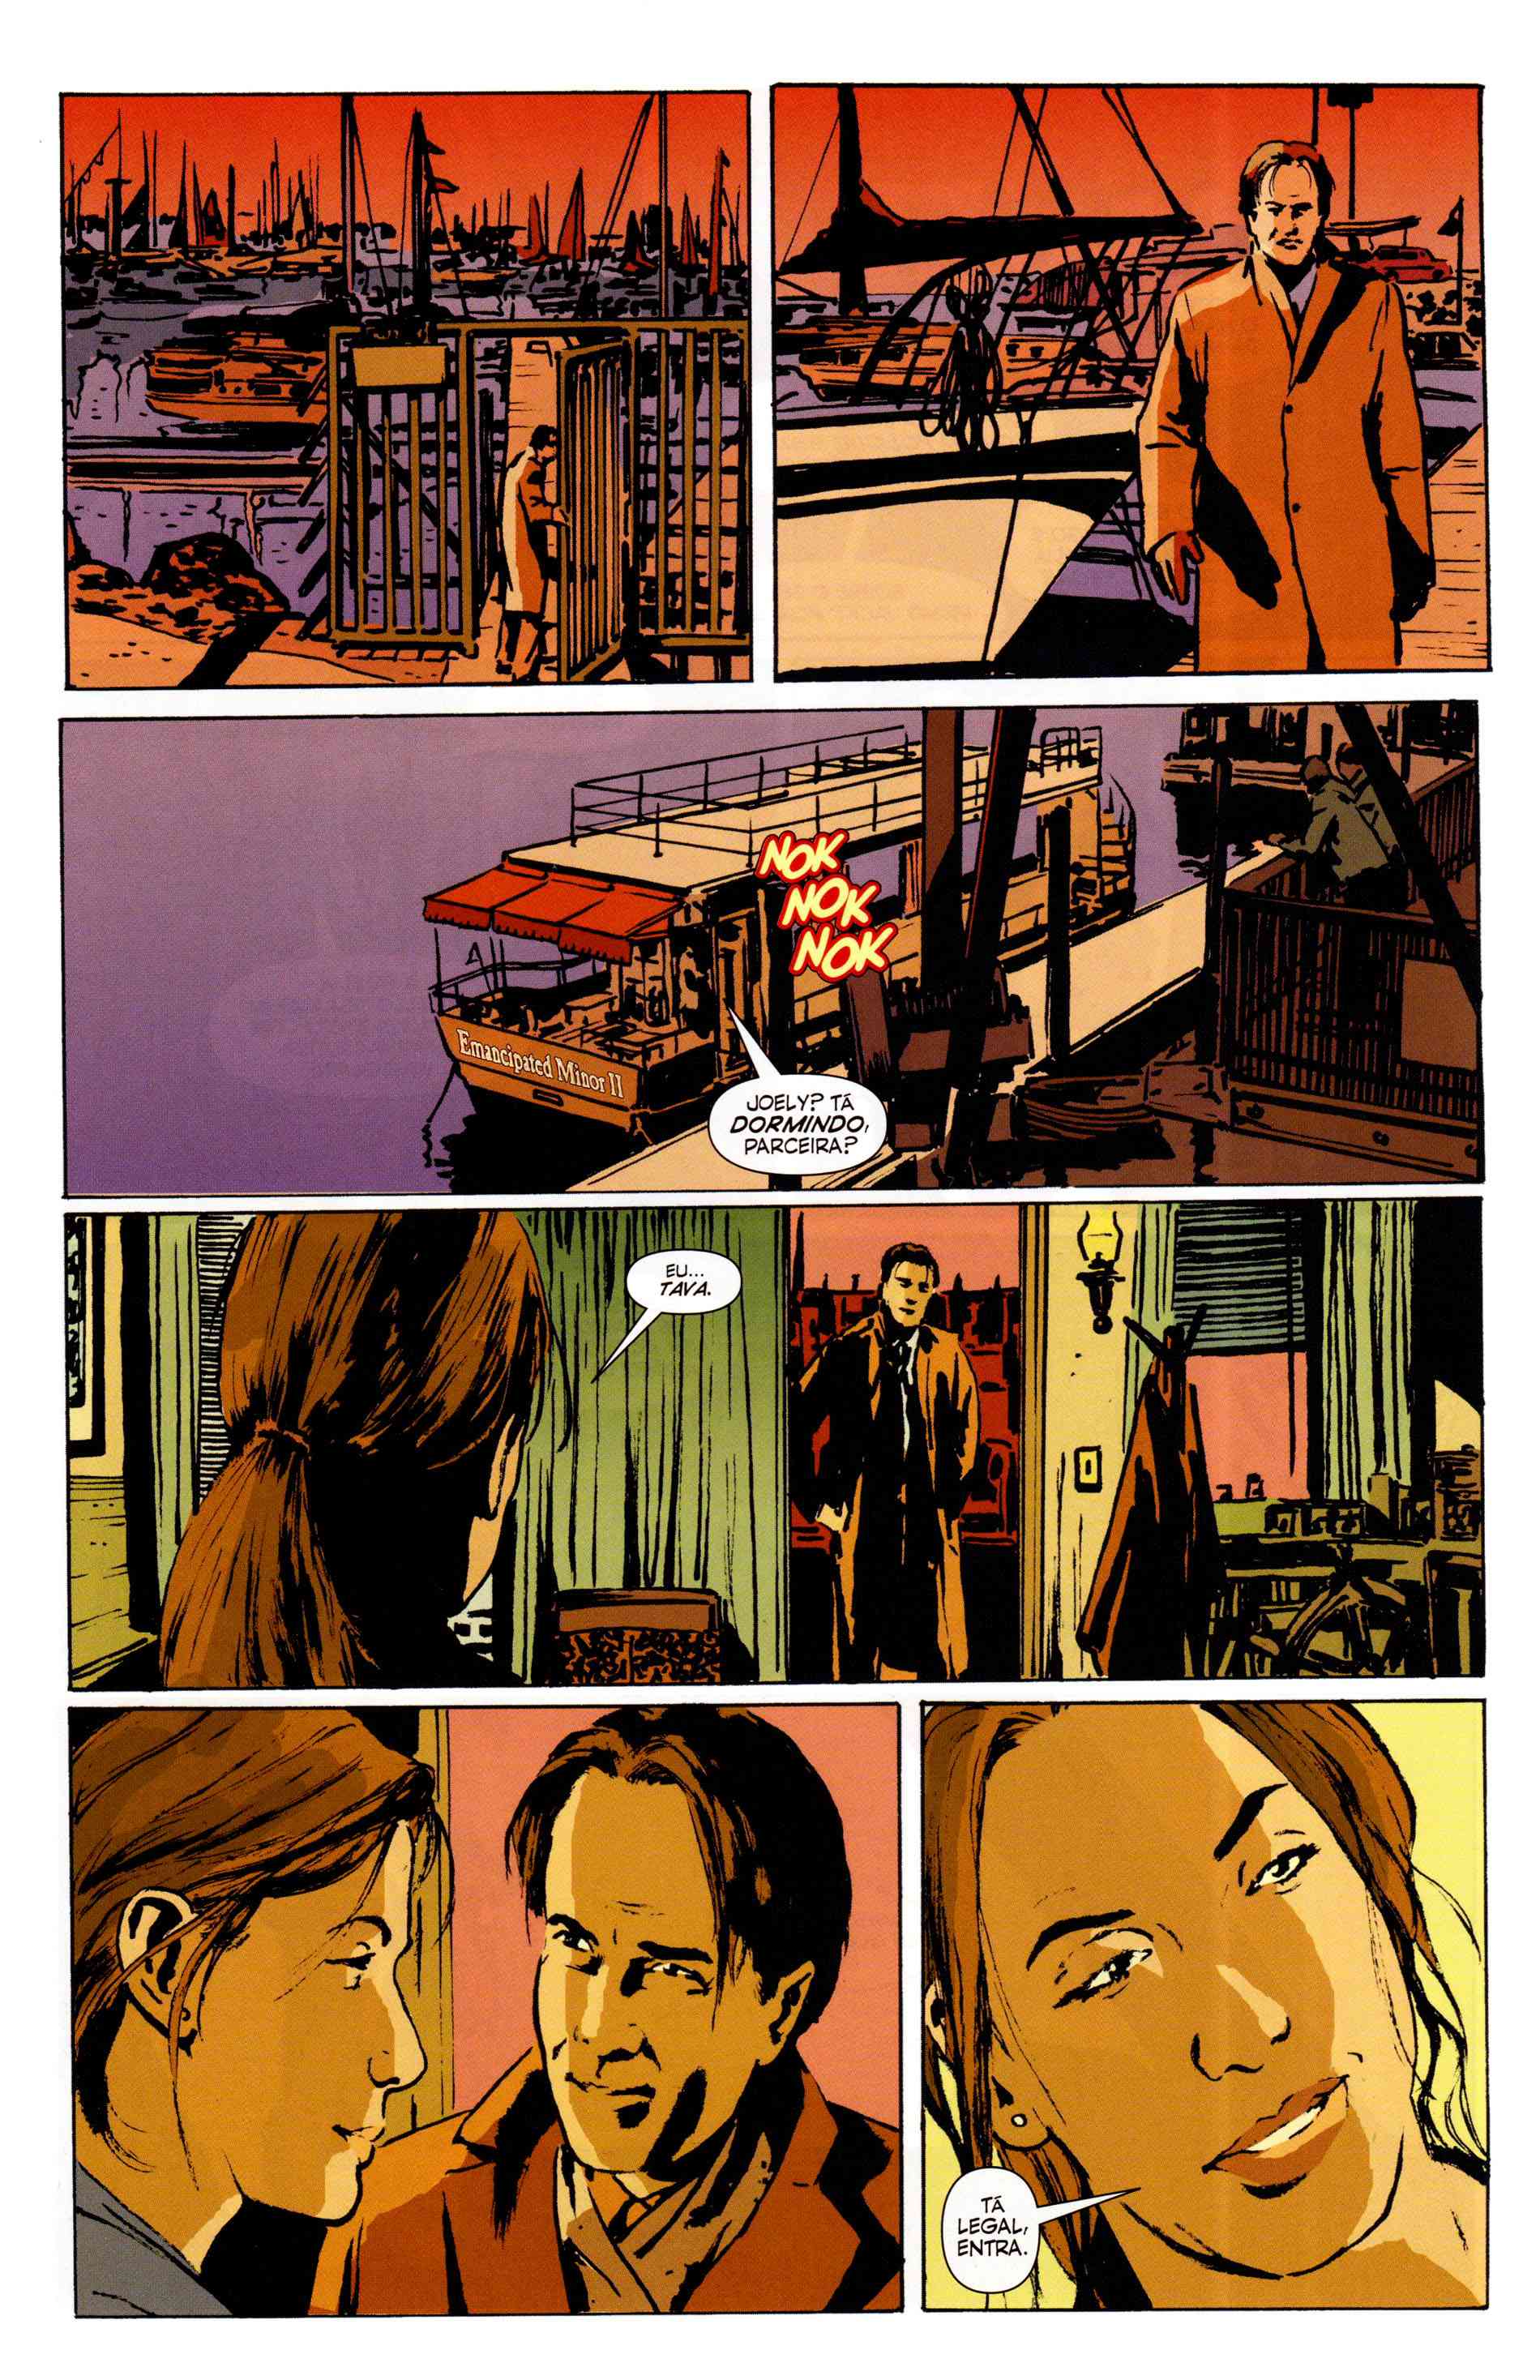 NOK
NOK
NOK
Emancipated Minor II
JOELY? TÁ
DORMINDO,
PARCEIRA?
EU...
TAVA.
TÁ
LEGAL,
ENTRA.